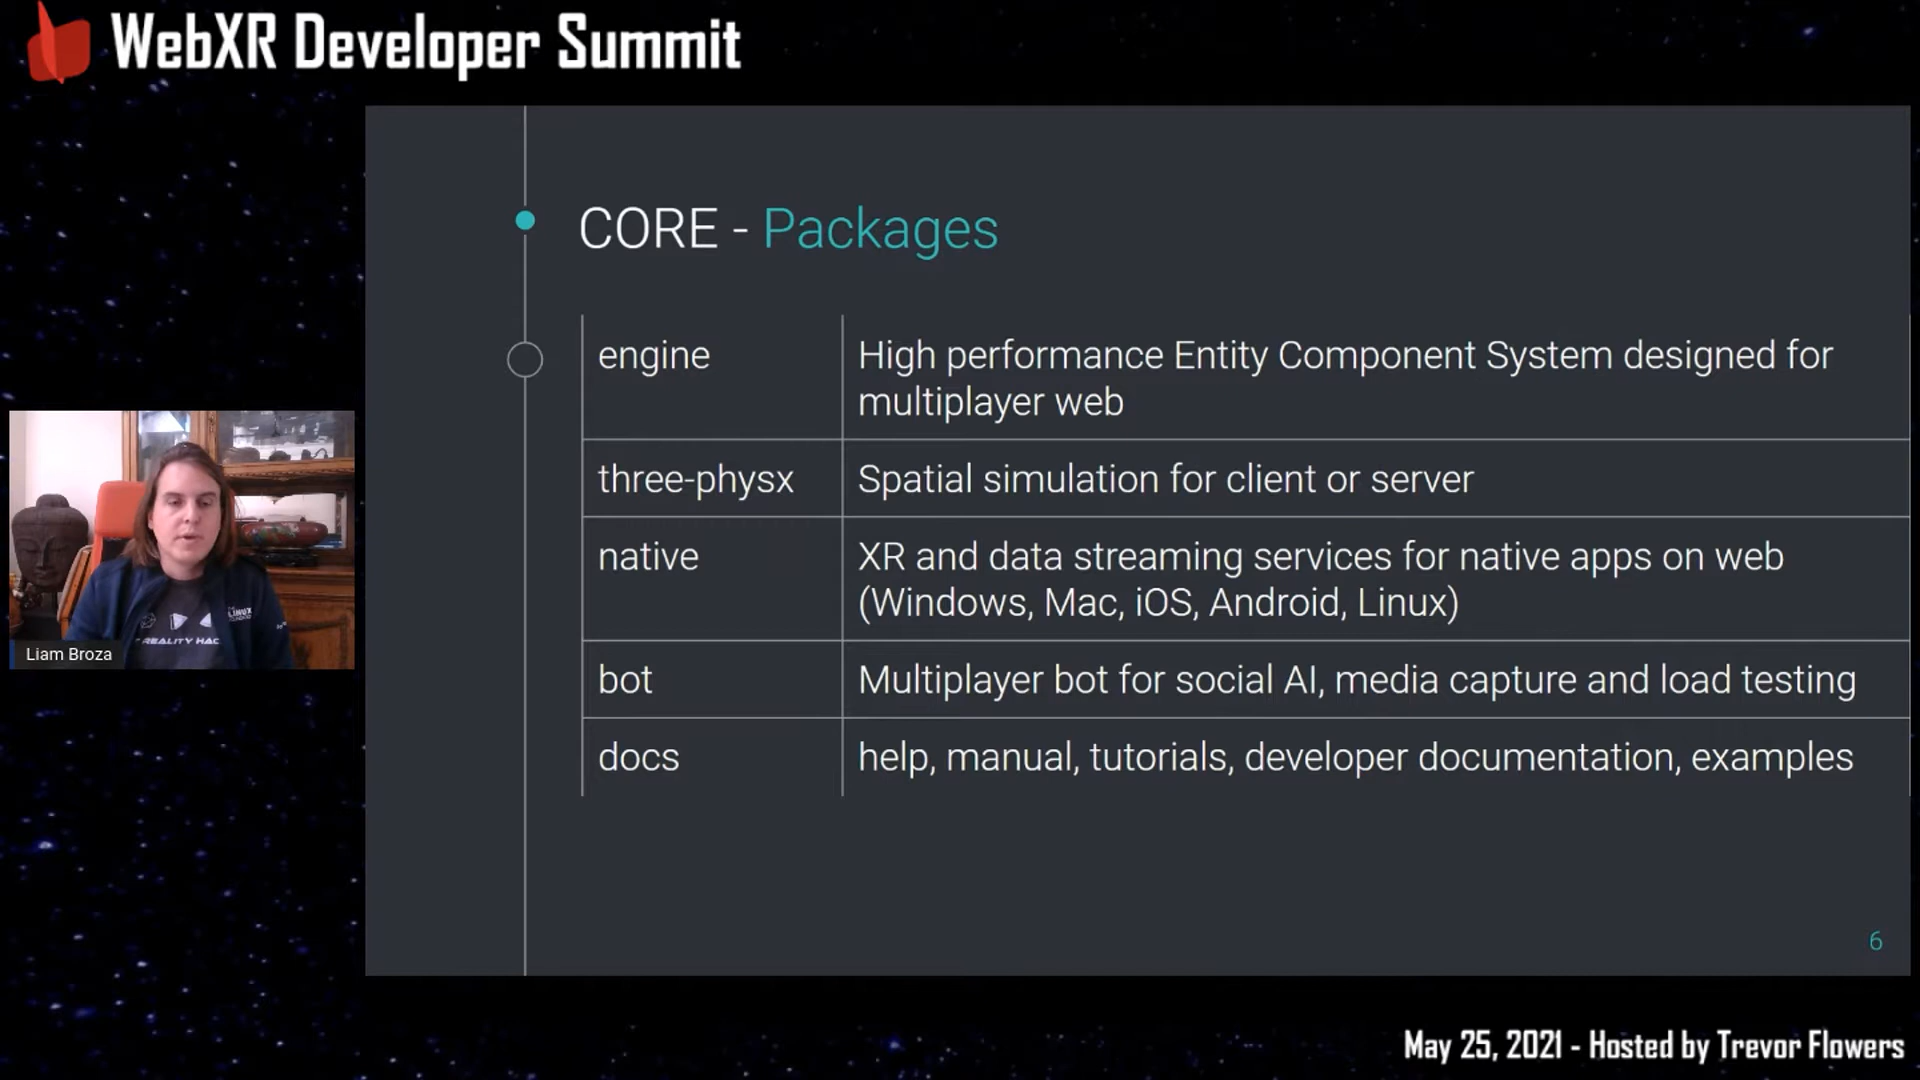 WebXR Developer Summit
CORE - Packages
engine
High performance Entity Component System designed for
multiplayer web
three-physx
Spatial simulation for client or server
native
XR and data streaming services for native apps on web
(Windows, Mac, iOS, Android, Linux)
bot
Multiplayer bot for social AI, media capture and load testing
docs
help, manual, tutorials, developer documentation, examples
6
LINUX
REALITY HAC
Liam Broza
May 25, 2021 - Hosted by Trevor Flowers